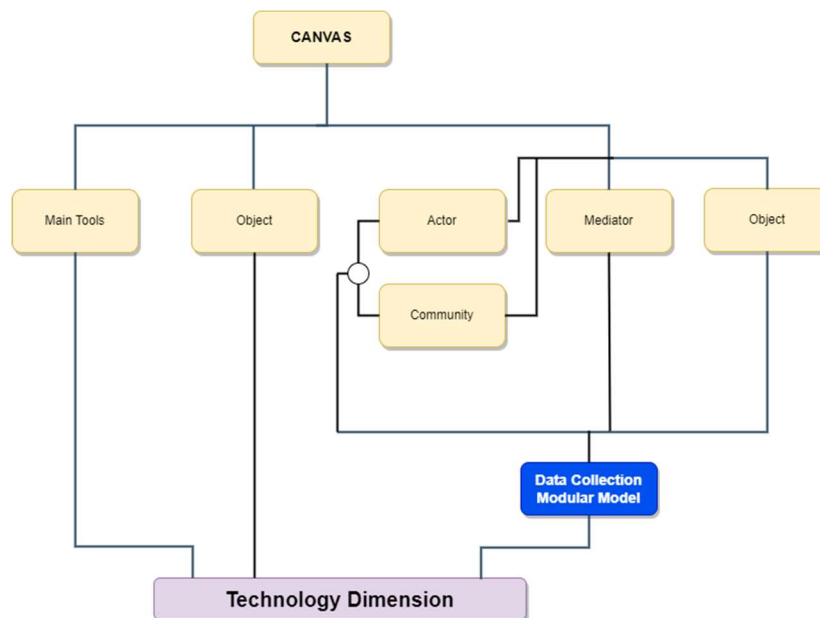 CANVAS
Main Tools
Object
Actor
Mediator
Object
Community
Data Collection
Modular Model
Technology Dimension